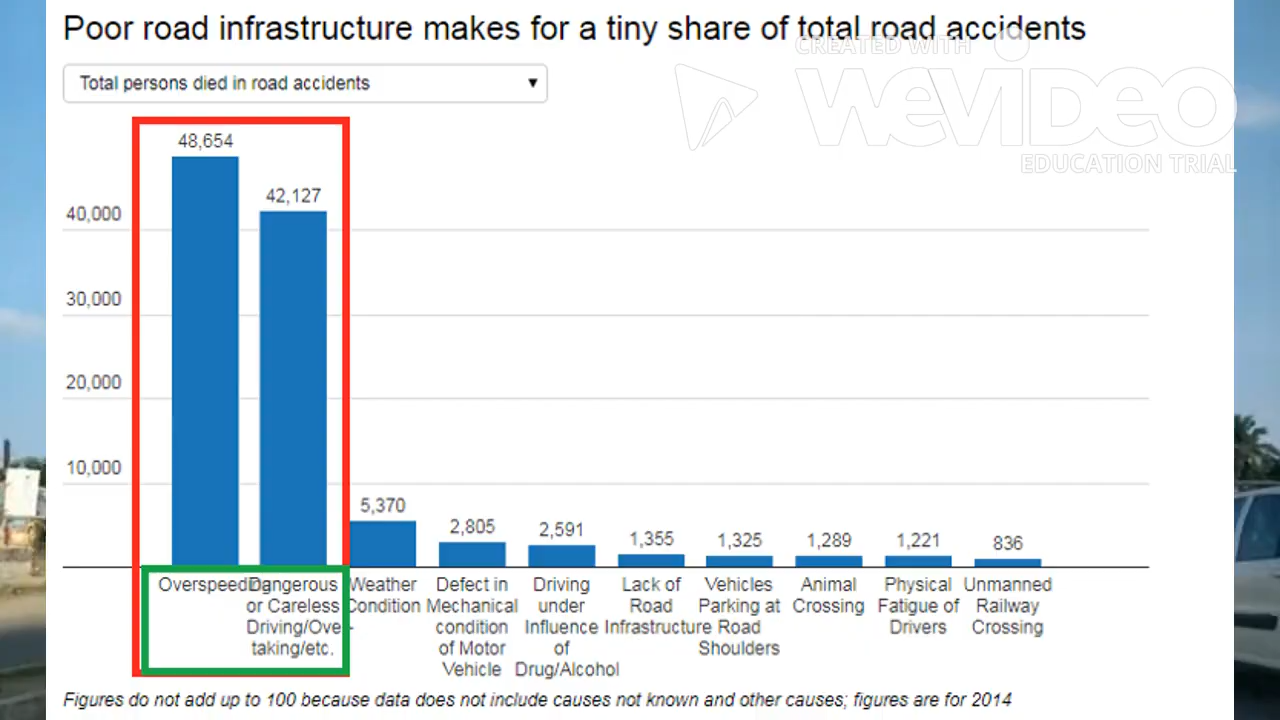 Poor road infrastructure makes for a tiny share of total road accidents
CREATED WITH
WeVideo
EDUCATION TRIAL
Total persons died in road accidents
48,654
42,127
40,000
30,000
20,000
10,000
5,370
2,805
2,591
1,355
1,325
1,289
1,221
836
Overspeeding
Dangerous
or Careless
Driving/Over-
taking/etc.
Weather
Condition
Defect in
Mechanical
condition
of Motor
Vehicle
Driving
under
Influence
of
Drug/Alcohol
Lack of
Road
Infrastructure
Vehicles
Parking at
Road
Shoulders
Animal
Crossing
Physical
Fatigue of
Drivers
Unmanned
Railway
Crossing
Figures do not add up to 100 because data does not include causes not known and other causes; figures are for 2014